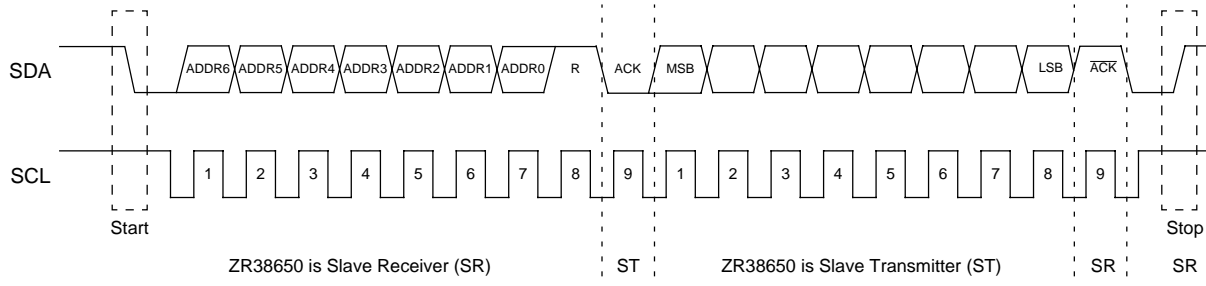 SDA ADDR6 ADDR5 ADDR4 ADDR3 ADDR2 ADDR1 ADDR0 R ACK MSB LSB ACK
SCL 1 2 3 4 5 6 7 8 9 1 2 3 4 5 6 7 8 9
Start Stop
ZR38650 is Slave Receiver (SR) ST ZR38650 is Slave Transmitter (ST) SR SR